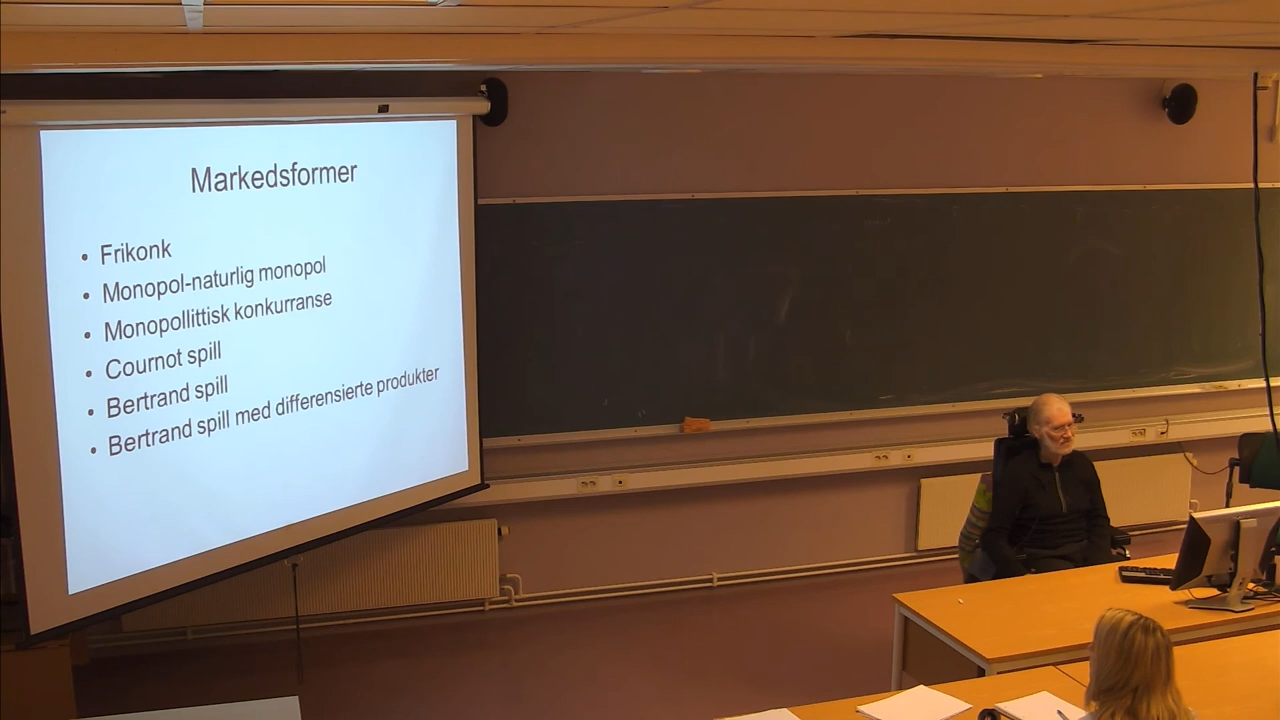 Markedsformer
• Frikonk
• Monopol-naturlig monopol
• Monopollittisk konkurranse
• Cournot spill
• Bertrand spill
• Bertrand spill med differensierte produkter